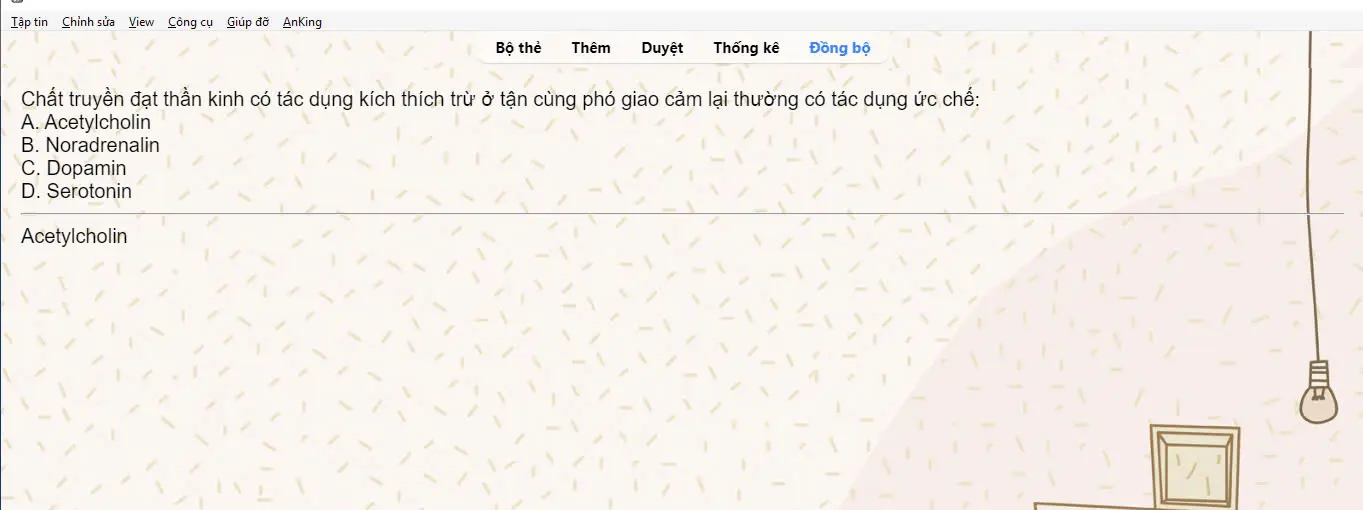 Tập tin Chỉnh sửa View Công cụ Giúp đỡ AnKing
Bộ thẻ Thêm Duyệt Thống kê Đồng bộ
Chất truyền đạt thần kinh có tác dụng kích thích trừ ở tận cùng phó giao cảm lại thường có tác dụng ức chế:
A. Acetylcholin
B. Noradrenalin
C. Dopamin
D. Serotonin
Acetylcholin